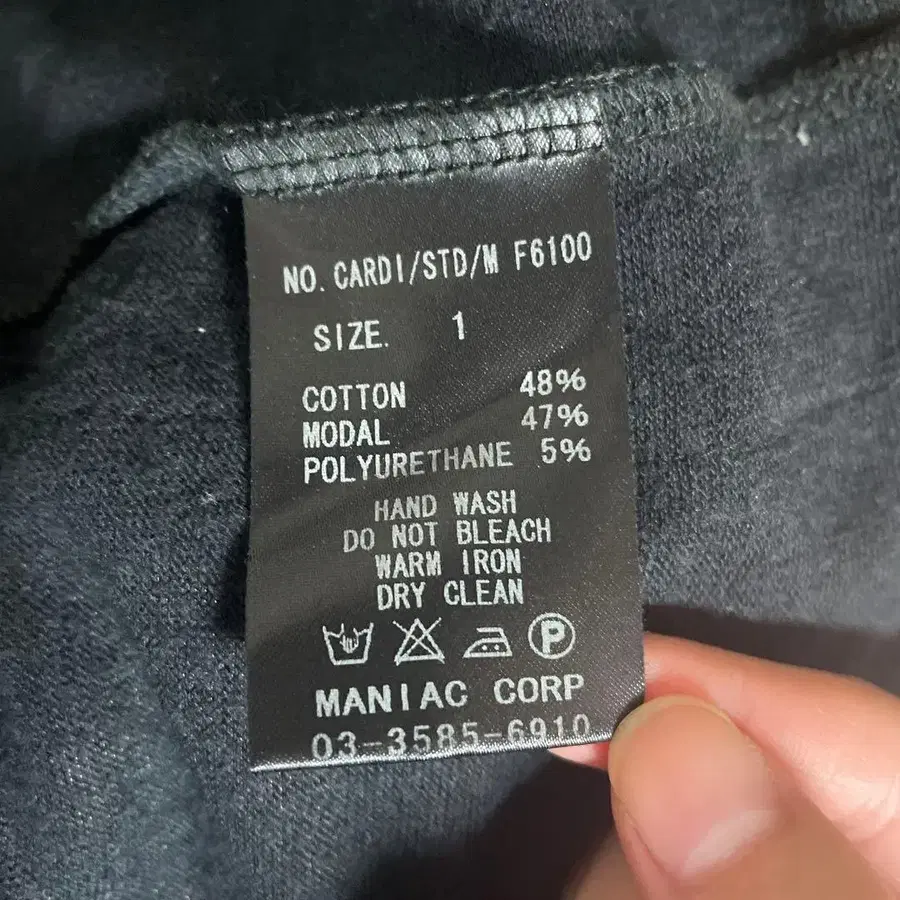 NO. CARDI/STD/M F6100
SIZE. 1
COTTON 48%
MODAL 47%
POLYURETHANE 5%
HAND WASH
DO NOT BLEACH
WARM IRON
DRY CLEAN
P
MANIAC CORP
03-3585-6910